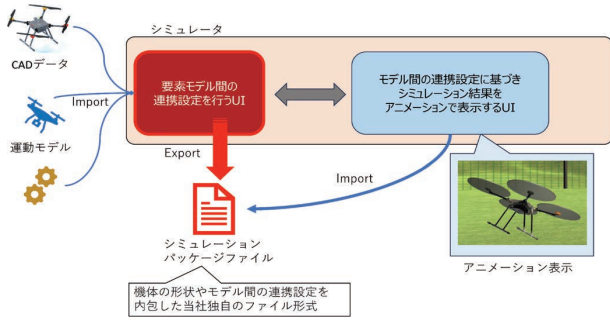 シミュレータ
CADデータ
Import
運動モデル
要素モデル間の
連携設定を行うUI
モデル間の連携設定に基づき
シミュレーション結果を
アニメーションで表示するUI
Export
Import
シミュレーション
パッケージファイル
アニメーション表示
機体の形状やモデル間の連携設定を
内包した当社独自のファイル形式